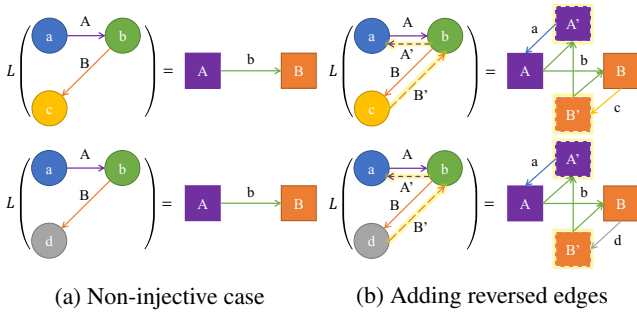 L ( a A b B c ) = A b B
L ( a A b A' B B' c ) = A' a A b B B' c
L ( a A b B d ) = A b B
L ( a A b A' B B' d ) = A' a A b B B' d
(a) Non-injective case
(b) Adding reversed edges